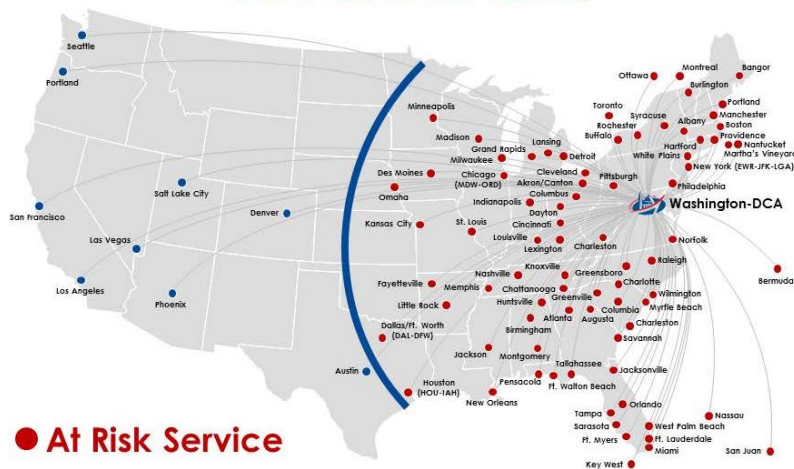 Seattle
Portland
Ottawa
Montreal
Bangor
Burlington
Minneapolis
Toronto
Portland
Syracuse
Albany
Manchester
Rochester
Boston
Madison
Lansing
Buffalo
Hartford
Providence
Grand Rapids
Nantucket
Milwaukee
Detroit
White Plains
Martha's Vineyard
Des Moines
Chicago
(MDW-ORD)
Cleveland
New York (EWR-JFK-LGA)
Akron/Canton
Pittsburgh
Salt Lake City
Omaha
Columbus
Philadelphia
San Francisco
Denver
Indianapolis
Dayton
Washington-DCA
Kansas City
St. Louis
Cincinnati
Las Vegas
Louisville
Lexington
Charleston
Norfolk
Los Angeles
Phoenix
Knoxville
Raleigh
Nashville
Greensboro
Bermuda
Fayetteville
Memphis
Chattanooga
Charlotte
Greenville
Wilmington
Little Rock
Huntsville
Columbia
Myrtle Beach
Atlanta
Augusta
Charleston
Dallas/Ft. Worth
(DAL-DFW)
Birmingham
Savannah
Jackson
Montgomery
Tallahassee
Austin
Houston
(HOU-IAH)
Pensacola
Jacksonville
Ft. Walton Beach
New Orleans
Orlando
Tampa
Nassau
Sarasota
West Palm Beach
Ft. Myers
Ft. Lauderdale
Miami
San Juan
Key West
At Risk Service